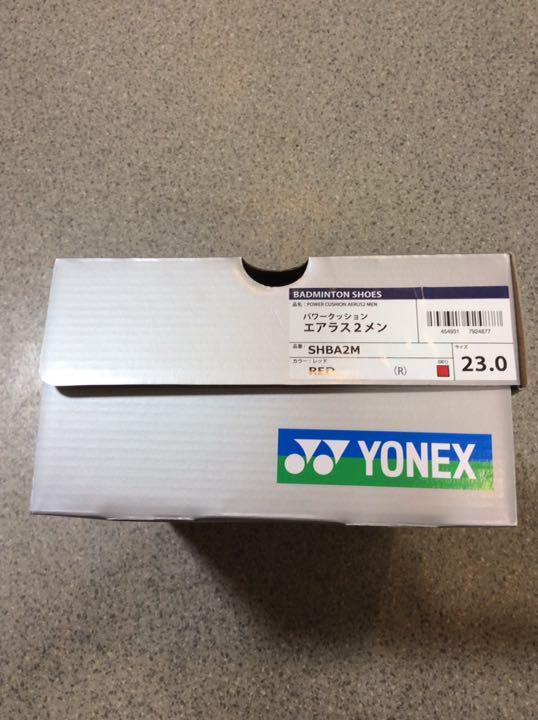 BADMINTON SHOES
品名：POWER CUSHION AERUS2 MEN
パワークッション
エアラス2メン
454951 7924877
品番：
SHBA2M
サイズ
23.0
カラー：レッド
RED (R) (001)
YONEX